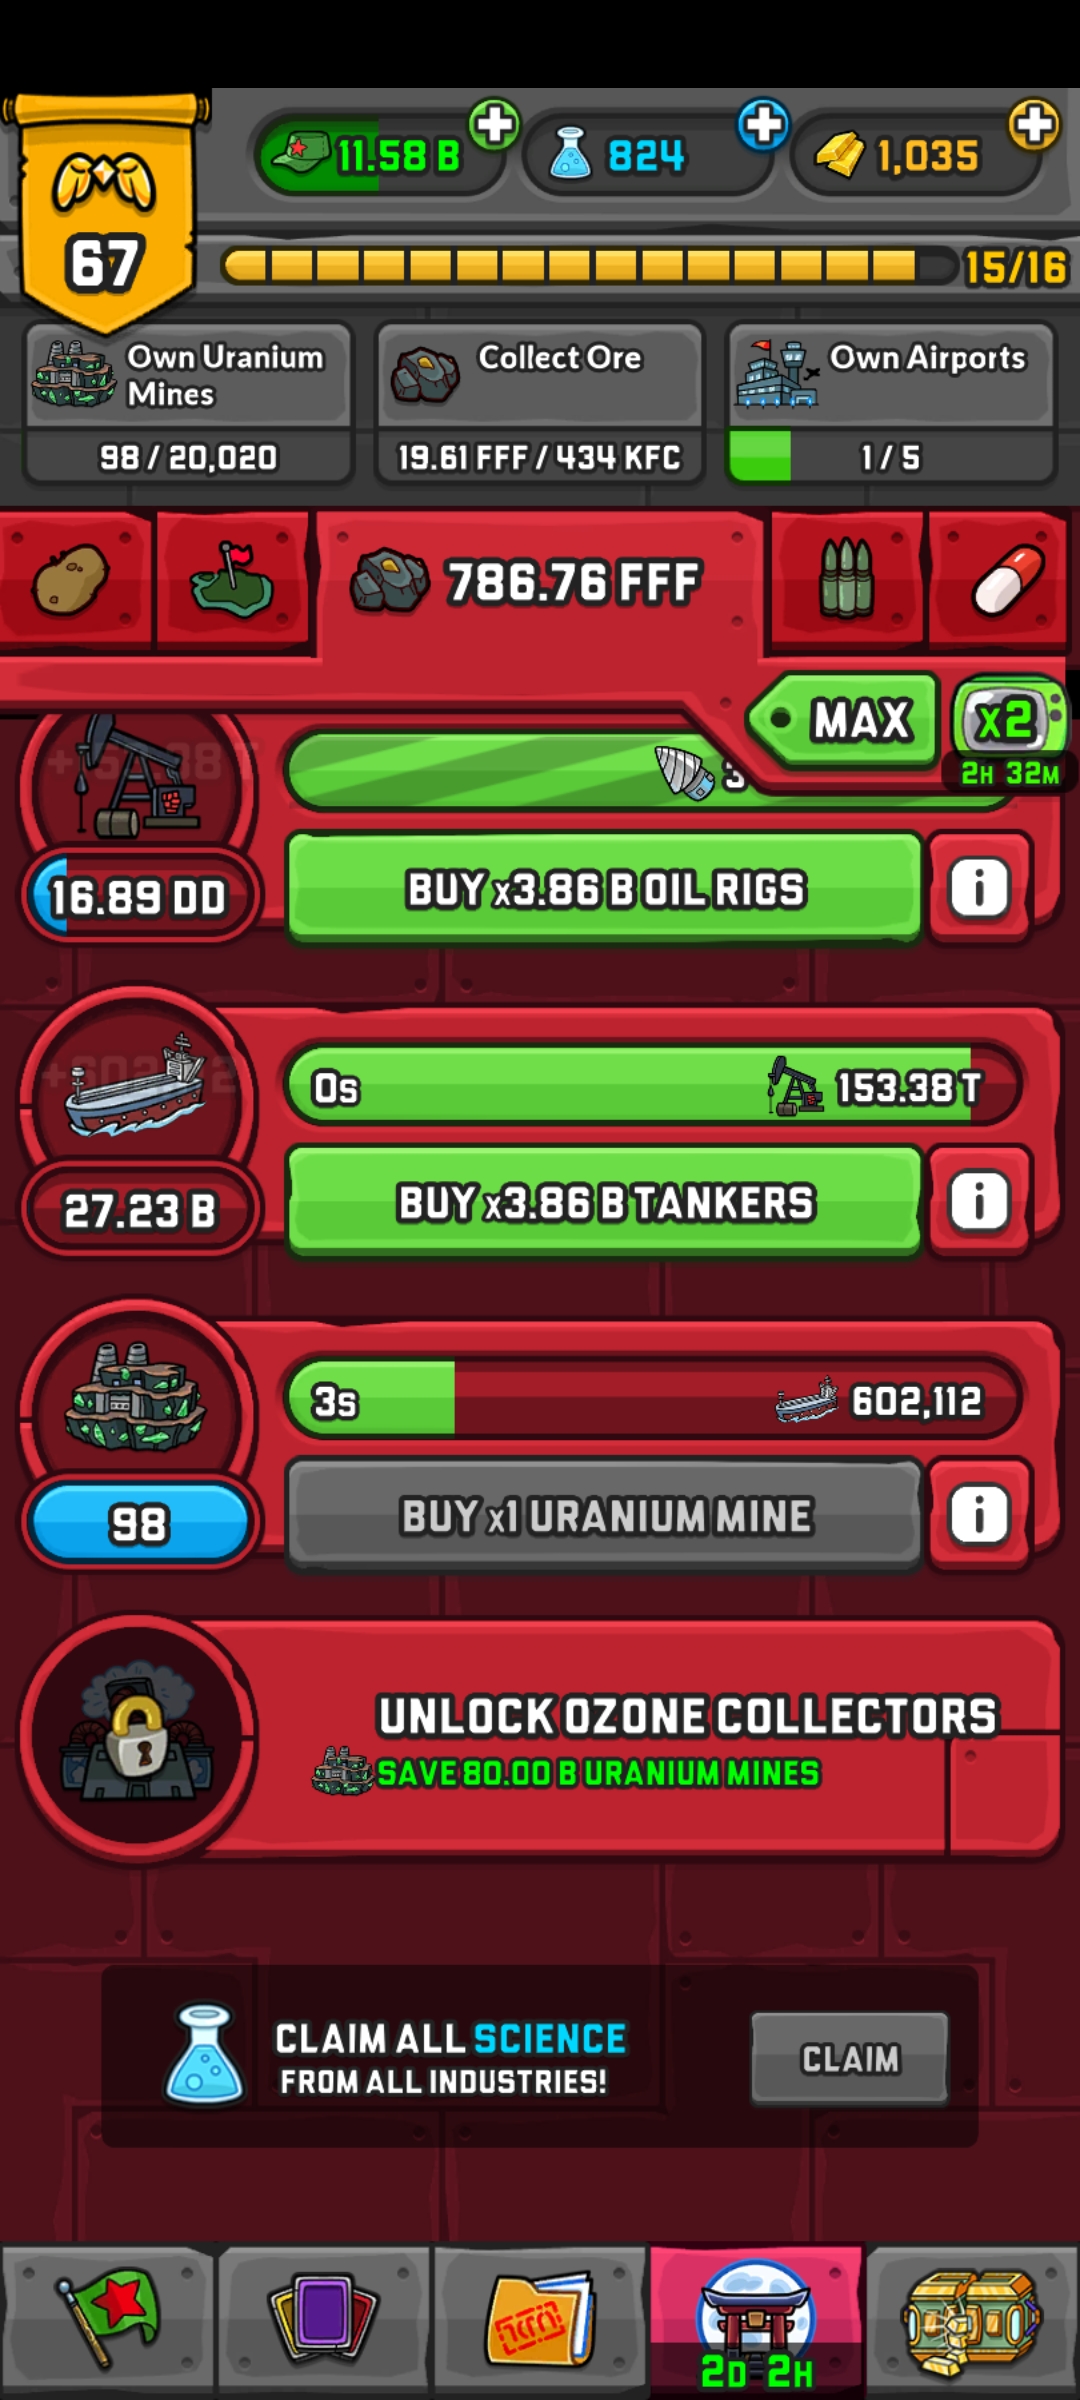 11.58 B
824
1,035
67
15/16
Own Uranium
Mines
98 / 20,020
Collect Ore
19.61 FFF / 434 KFC
Own Airports
1 / 5
786.76 FFF
MAX
x2
2H 32M
3
16.89 DD
BUY x3.86 B OIL RIGS
i
0s
153.38 T
27.23 B
BUY x3.86 B TANKERS
i
3s
602,112
98
BUY x1 URANIUM MINE
i
UNLOCK OZONE COLLECTORS
SAVE 80.00 B URANIUM MINES
CLAIM ALL SCIENCE
FROM ALL INDUSTRIES!
CLAIM
2D 2H